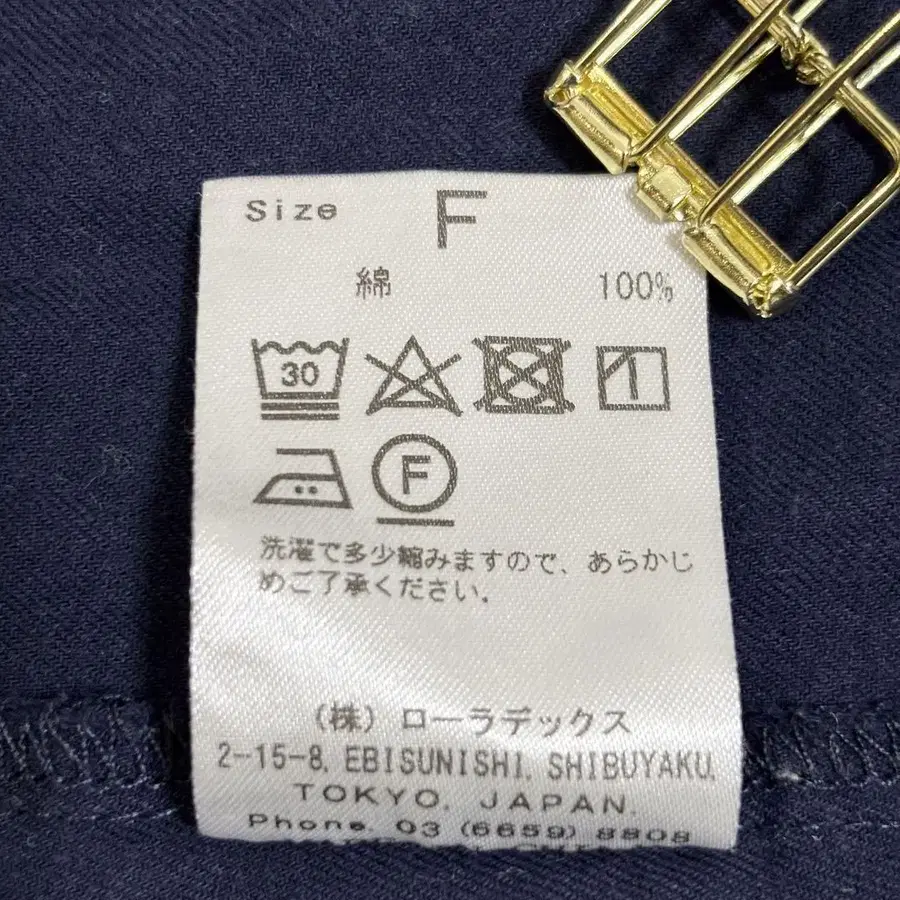 Size F
綿 100%
30
F
洗濯で多少縮みますので、あらかじ
めご了承ください。
(株) ローラデックス
2-15-8, EBISUNISHI, SHIBUYAKU,
TOKYO, JAPAN.
Phone. 03 (6659) 8808